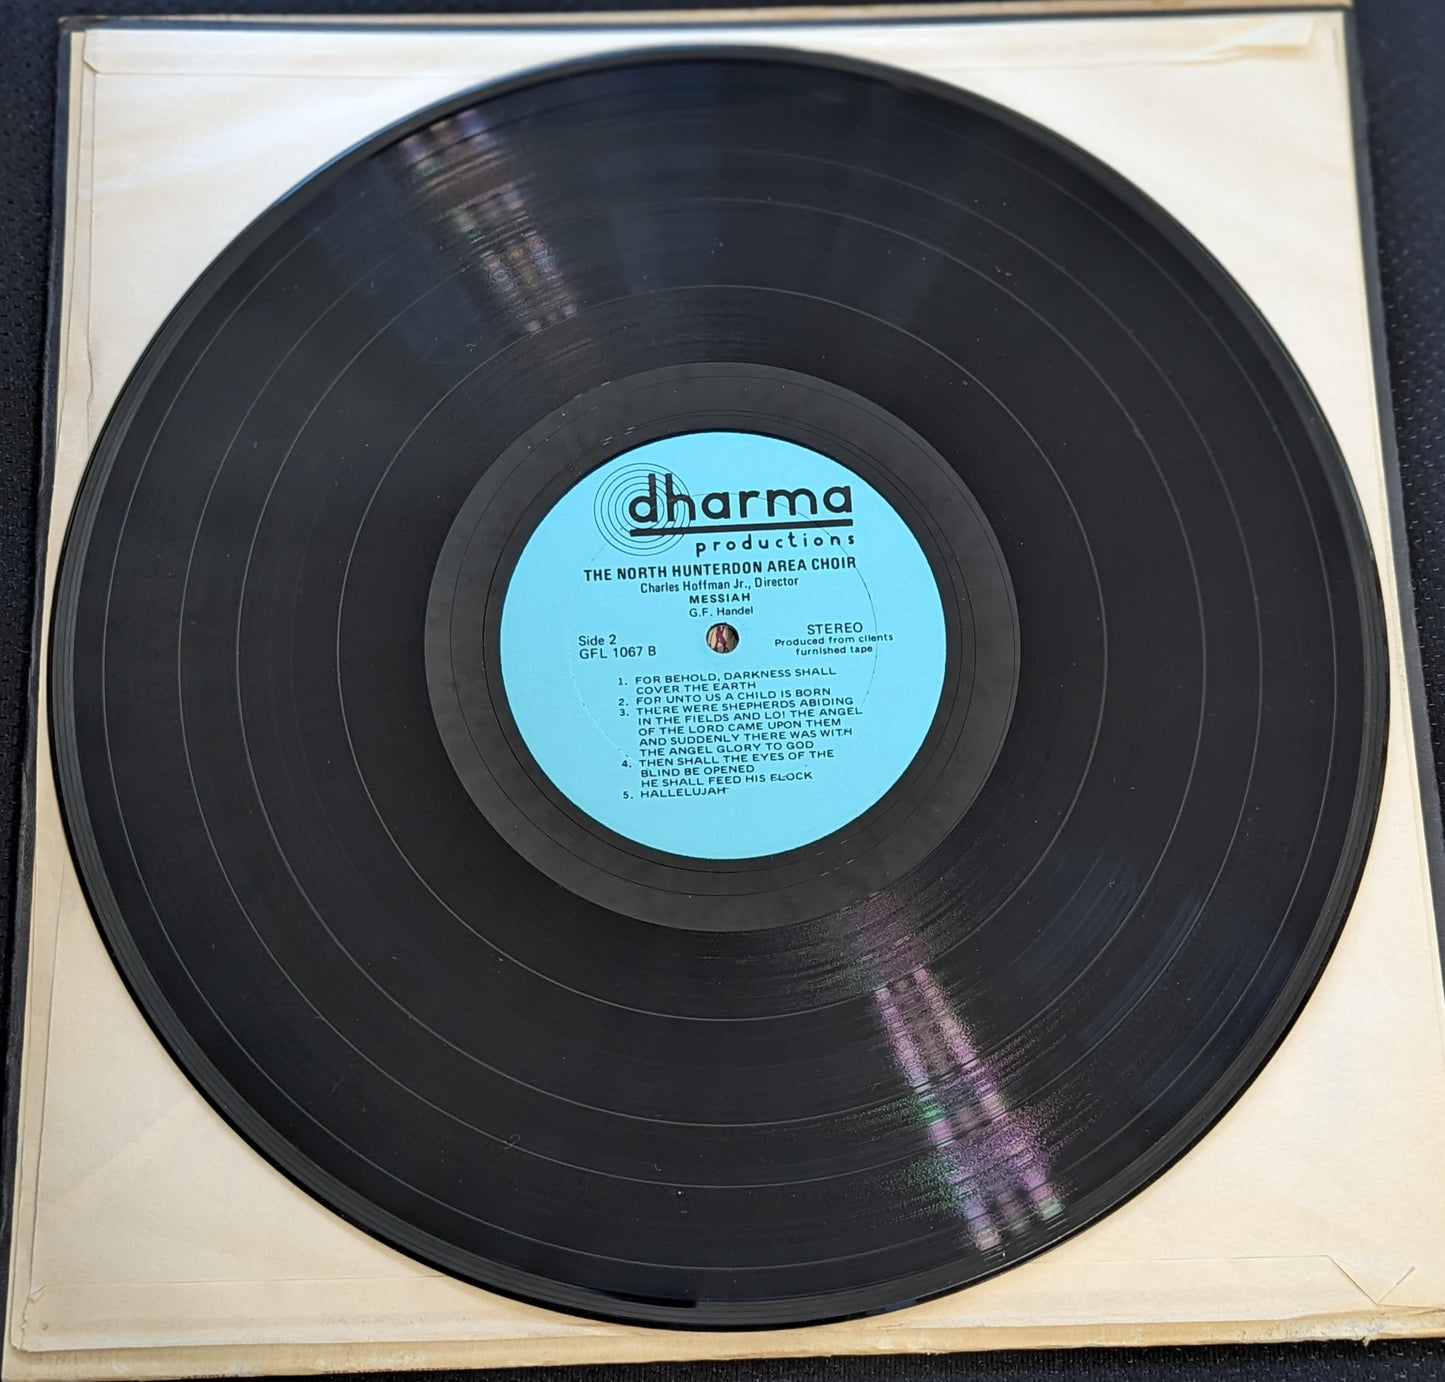 dharma
productions
THE NORTH HUNTERDON AREA CHOIR
Charles Hoffman Jr., Director
MESSIAH
G.F. Handel
Side 2
GFL 1067 B
STEREO
Produced from clients
furnished tape
1. FOR BEHOLD, DARKNESS SHALL
COVER THE EARTH
2. FOR UNTO US A CHILD IS BORN
3. THERE WERE SHEPHERDS ABIDING
IN THE FIELDS AND LO! THE ANGEL
OF THE LORD CAME UPON THEM
AND SUDDENLY THERE WAS WITH
THE ANGEL GLORY TO GOD
4. THEN SHALL THE EYES OF THE
BLIND BE OPENED
HE SHALL FEED HIS FLOCK
5. HALLELUJAH